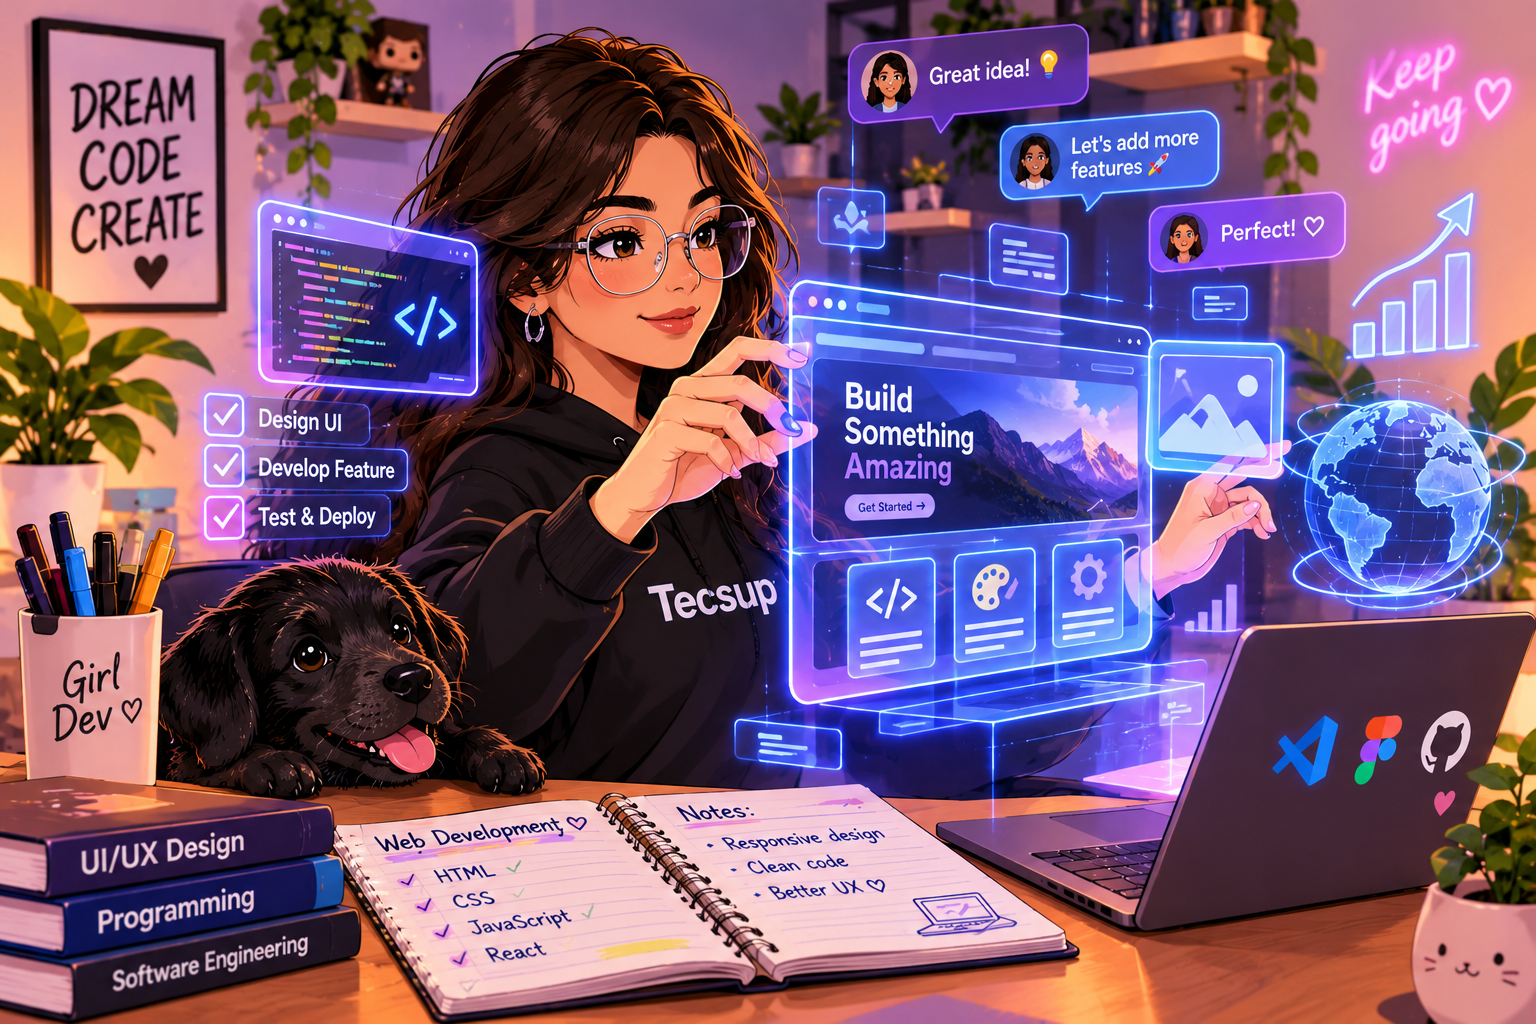 DREAM
CODE
CREATE
Great idea!
Let's add more
features
Perfect!
Keep
going
</>
Design UI
Develop Feature
Test & Deploy
Build
Something
Amazing
Get Started →
</>
Tecsup
Girl
Dev
UI/UX Design
Programming
Software Engineering
Web Development
HTML
CSS
JavaScript
React
Notes:
• Responsive design
• Clean code
• Better UX